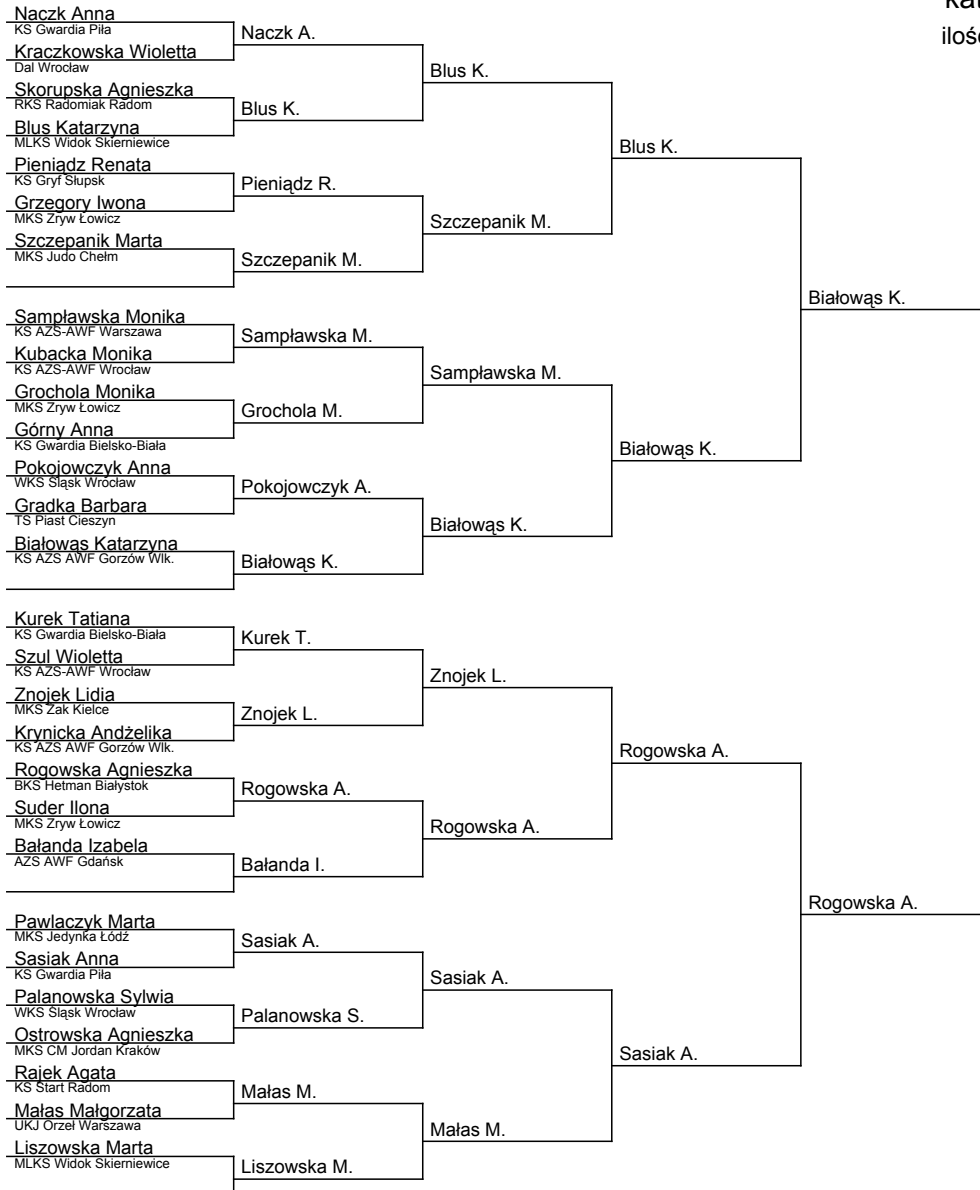 Naczk Anna
KS Gwardia Piła
Kraczkowska Wioletta
Dal Wrocław
Skorupska Agnieszka
RKS Radomiak Radom
Blus Katarzyna
MLKS Widok Skierniewice
Pieniądz Renata
KS Gryf Słupsk
Grzegory Iwona
MKS Zryw Łowicz
Szczepanik Marta
MKS Judo Chełm
Sampławska Monika
KS AZS-AWF Warszawa
Kubacka Monika
KS AZS-AWF Wrocław
Grochola Monika
MKS Zryw Łowicz
Górny Anna
KS Gwardia Bielsko-Biała
Pokojowczyk Anna
WKS Śląsk Wrocław
Gradka Barbara
TS Piast Cieszyn
Białowąs Katarzyna
KS AZS AWF Gorzów Wlk.
Kurek Tatiana
KS Gwardia Bielsko-Biała
Szul Wioletta
KS AZS-AWF Wrocław
Znojek Lidia
MKS Żak Kielce
Krynicka Andżelika
KS AZS AWF Gorzów Wlk.
Rogowska Agnieszka
BKS Hetman Białystok
Suder Ilona
MKS Zryw Łowicz
Bałanda Izabela
AZS AWF Gdańsk
Pawlaczyk Marta
MKS Jedynka Łódź
Sasiak Anna
KS Gwardia Piła
Palanowska Sylwia
WKS Śląsk Wrocław
Ostrowska Agnieszka
MKS CM Jordan Kraków
Rajek Agata
KS Start Radom
Małas Małgorzata
UKJ Orzeł Warszawa
Liszowska Marta
MLKS Widok Skierniewice
Naczk A.
Blus K.
Pieniądz R.
Szczepanik M.
Sampławska M.
Grochola M.
Pokojowczyk A.
Białowąs K.
Kurek T.
Znojek L.
Rogowska A.
Bałanda I.
Sasiak A.
Palanowska S.
Małas M.
Liszowska M.
Blus K.
Szczepanik M.
Sampławska M.
Białowąs K.
Znojek L.
Rogowska A.
Sasiak A.
Małas M.
Blus K.
Białowąs K.
Rogowska A.
Sasiak A.
Białowąs K.
Rogowska A.